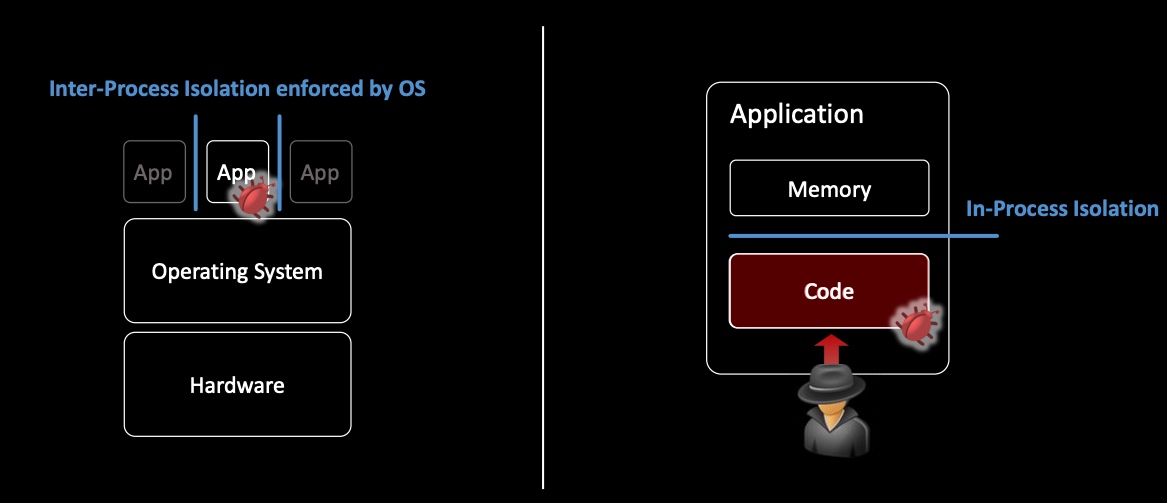 Inter-Process Isolation enforced by OS
App
App
App
Operating System
Hardware
Application
Memory
In-Process Isolation
Code